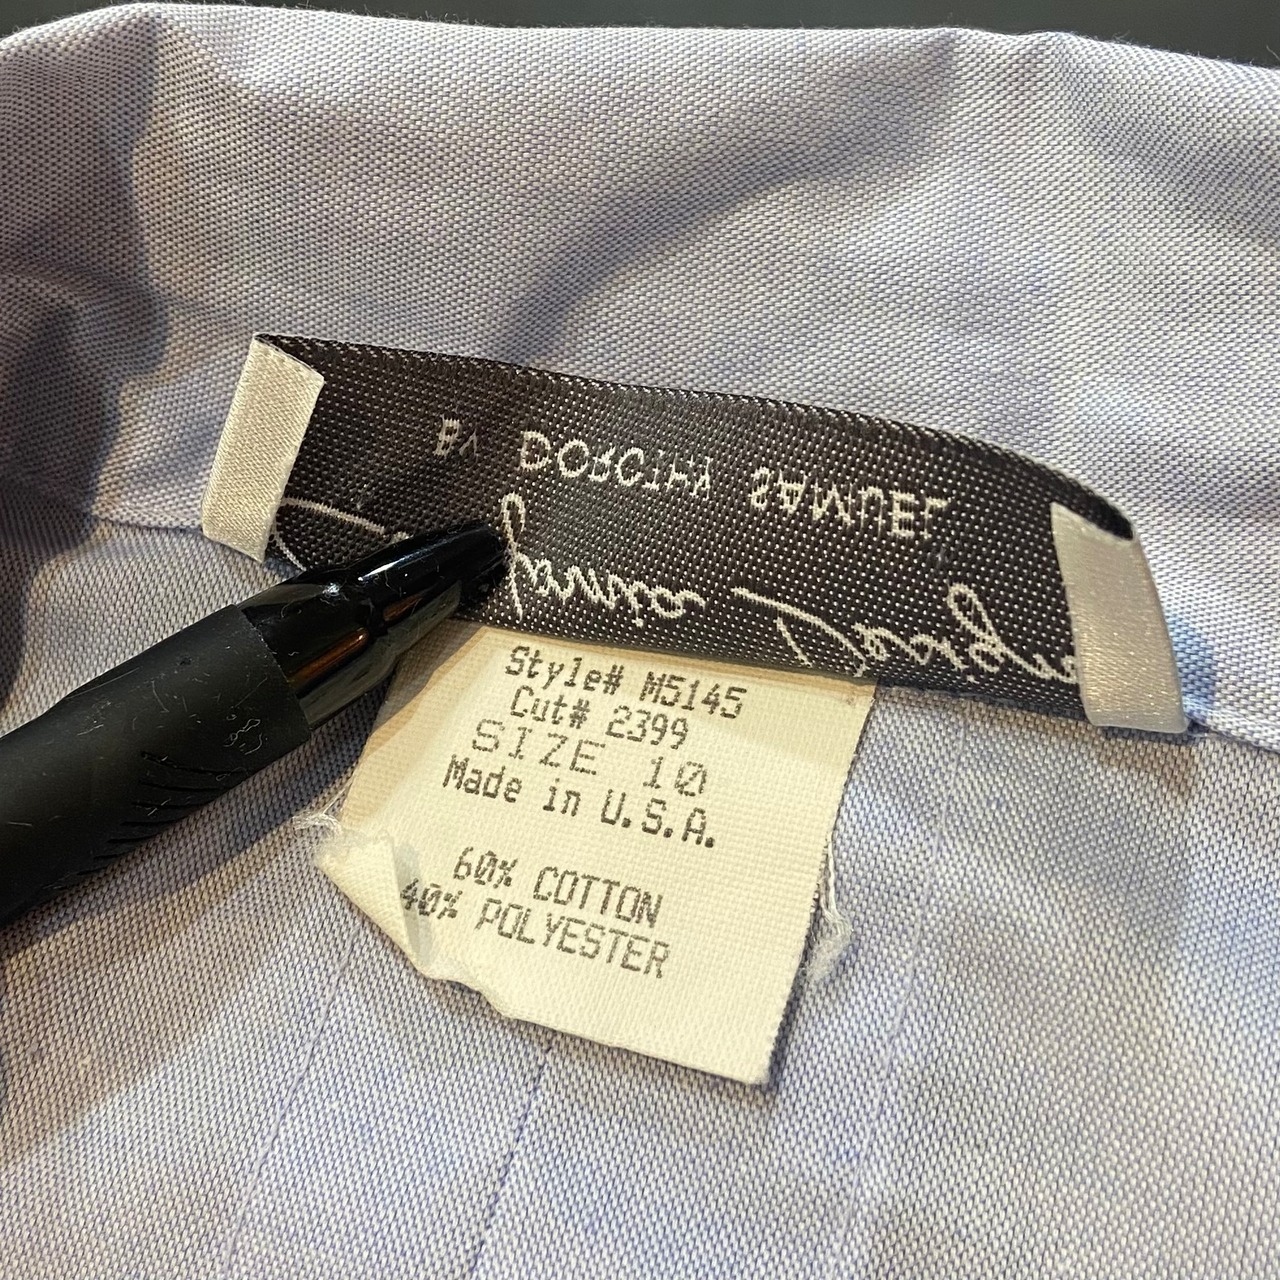 BY DOROTHY SAMUEL
Style# M5145
Cut# 2399
SIZE 10
Made in U.S.A.
60% COTTON
40% POLYESTER